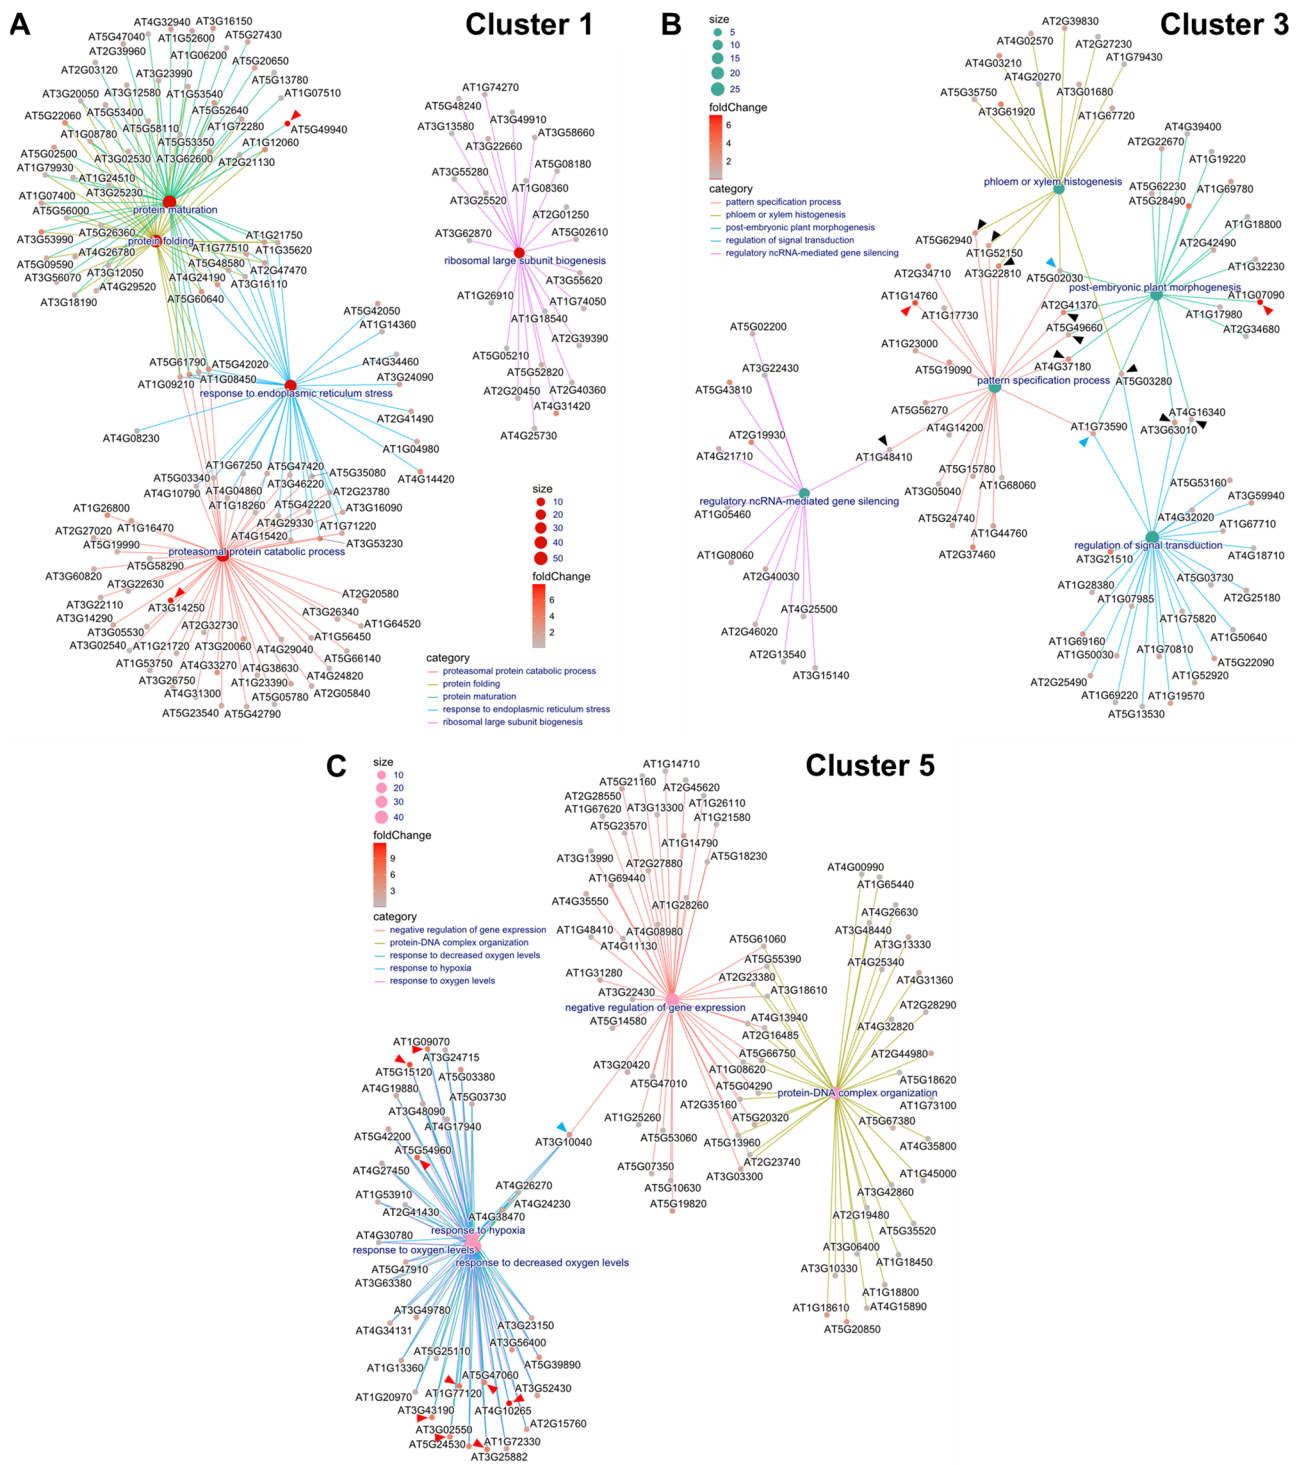 A
Cluster 1
AT4G32940 AT3G16150
AT5G47040 AT1G52600 AT5G27430
AT2G39960 AT1G06200
AT2G03120 AT3G23990 AT5G20650
AT5G13780
AT3G20050 AT3G12580 AT1G53540 AT1G07510
AT5G22060 AT5G53400 AT5G52640
AT1G08780 AT5G58110 AT1G72280 AT5G49940
AT5G53350 AT1G12060
AT5G02500 AT3G02530 AT3G62600 AT2G21130
AT1G79930
AT1G24510
AT1G07400 AT3G25230
AT5G56000
protein maturation
AT3G53990 AT5G26360 AT1G21750
protein folding
AT4G26780 AT1G77510 AT1G35620
AT5G09590 AT5G48580 AT2G47470
AT3G56070 AT3G12050 AT4G24190 AT3G16110
AT4G29520
AT3G18190 AT5G60640
AT5G42050
AT1G14360
AT5G61790 AT5G42020 AT4G34460
AT1G09210 AT1G08450 AT3G24090
response to endoplasmic reticulum stress
AT2G41490
AT4G08230
AT1G04980
AT1G67250 AT5G47420
AT5G03340 AT3G46220 AT5G35080 AT4G14420
AT4G10790 AT4G04860 AT2G23780
AT1G26800 AT1G18260 AT5G42220 AT3G16090
AT2G27020 AT1G16470 AT4G29330 AT1G71220
AT5G19990 AT4G15420 AT3G53230
proteasomal protein catabolic process
AT5G58290
AT3G60820
AT3G22630
AT2G20580
AT3G22110 AT3G14250
AT3G14290 AT3G26340
AT3G05530 AT2G32730 AT1G64520
AT3G02540 AT1G21720 AT3G20060 AT1G56450
AT4G29040 AT5G66140
AT1G53750 AT4G33270 AT4G38630
AT3G26750 AT1G23390 AT4G24820
AT4G31300 AT5G05780 AT2G05840
AT5G23540 AT5G42790
AT1G74270
AT5G48240
AT3G49910
AT3G13580 AT3G58660
AT3G22660
AT3G55280 AT5G08180
AT1G08360
AT3G25520
AT2G01250
AT3G62870 AT5G02610
ribosomal large subunit biogenesis
AT3G55620
AT1G26910 AT1G74050
AT1G18540
AT2G39390
AT5G05210
AT5G52820
AT2G20450 AT2G40360
AT4G31420
AT4G25730
size
10
20
30
40
50
foldChange
6
4
2
category
proteasomal protein catabolic process
protein folding
protein maturation
response to endoplasmic reticulum stress
ribosomal large subunit biogenesis
B
Cluster 3
size
5
10
15
20
25
foldChange
6
4
2
category
pattern specification process
phloem or xylem histogenesis
post-embryonic plant morphogenesis
regulation of signal transduction
regulatory ncRNA-mediated gene silencing
AT2G39830
AT4G02570 AT2G27230
AT4G03210 AT1G79430
AT4G20270
AT5G35750 AT3G01680
AT3G61920 AT1G67720
AT4G39400
AT2G22670
AT1G19220
phloem or xylem histogenesis
AT5G62230 AT1G69780
AT5G28490
AT1G18800
AT5G62940
AT1G52150 AT2G42490
AT2G34710 AT3G22810 AT5G02030 AT1G32230
post-embryonic plant morphogenesis
AT1G14760 AT2G41370 AT1G07090
AT1G17730 AT1G17980
AT5G49660 AT2G34680
AT5G02200
AT1G23000
AT5G19090 AT4G37180
AT3G22430
pattern specification process AT5G03280
AT5G43810
AT5G56270
AT4G16340
AT2G19930 AT4G14200 AT1G73590 AT3G63010
AT4G21710 AT1G48410
AT5G15780
AT3G05040 AT1G68060 AT5G53160
AT3G59940
regulatory ncRNA-mediated gene silencing
AT1G05460 AT5G24740 AT4G32020 AT1G67710
AT1G44760
regulation of signal transduction
AT1G08060 AT2G37460 AT3G21510 AT4G18710
AT2G40030 AT1G28380 AT5G03730
AT1G07985 AT2G25180
AT4G25500 AT1G75820
AT2G46020 AT1G69160 AT1G50640
AT2G13540 AT1G50030 AT1G70810 AT5G22090
AT3G15140 AT2G25490 AT1G52920
AT1G69220 AT1G19570
AT5G13530
C
Cluster 5
size
10
20
30
40
foldChange
9
6
3
category
negative regulation of gene expression
protein-DNA complex organization
response to decreased oxygen levels
response to hypoxia
response to oxygen levels
AT1G14710
AT5G21160
AT2G28550 AT2G45620
AT1G67620 AT3G13300 AT1G26110
AT5G23570 AT1G21580
AT1G14790
AT3G13990 AT2G27880 AT5G18230
AT1G69440
AT4G35550 AT1G28260
AT1G48410 AT4G08980
AT4G11130
AT1G31280
AT3G22430
negative regulation of gene expression
AT5G14580
AT3G20420
AT5G47010
AT1G25260
AT5G53060
AT5G07350
AT5G10630
AT5G19820
AT5G61060
AT5G55390
AT2G23380
AT3G18610
AT4G13940
AT2G16485
AT5G66750
AT1G08620
AT5G04290
AT2G35160
AT5G20320
AT5G13960
AT2G23740
AT3G03300
AT4G00990
AT1G65440
AT4G26630
AT3G48440
AT3G13330
AT4G25340
AT4G31360
AT2G28290
AT4G32820
AT2G44980
AT5G18620
protein-DNA complex organization
AT1G73100
AT5G67380
AT4G35800
AT1G45000
AT3G42860
AT2G19480
AT5G35520
AT3G06400
AT1G18450
AT3G10330
AT1G18800
AT1G18610 AT4G15890
AT5G20850
AT1G09070
AT3G24715
AT5G15120
AT5G03380
AT4G19880
AT5G03730
AT3G48090
AT4G17940
AT5G42200
AT3G10040
AT5G54960
AT4G27450
AT4G26270
AT1G53910
AT4G24230
AT2G41430
AT4G38470
AT4G30780 response to hypoxia
response to oxygen levels
response to decreased oxygen levels
AT5G47910
AT3G63380
AT3G49780
AT4G34131 AT3G23150
AT3G56400
AT5G25110
AT1G13360 AT5G39890
AT5G47060
AT1G20970 AT1G77120 AT3G52430
AT3G43190 AT4G10265
AT3G02550 AT2G15760
AT5G24530 AT1G72330
AT3G25882